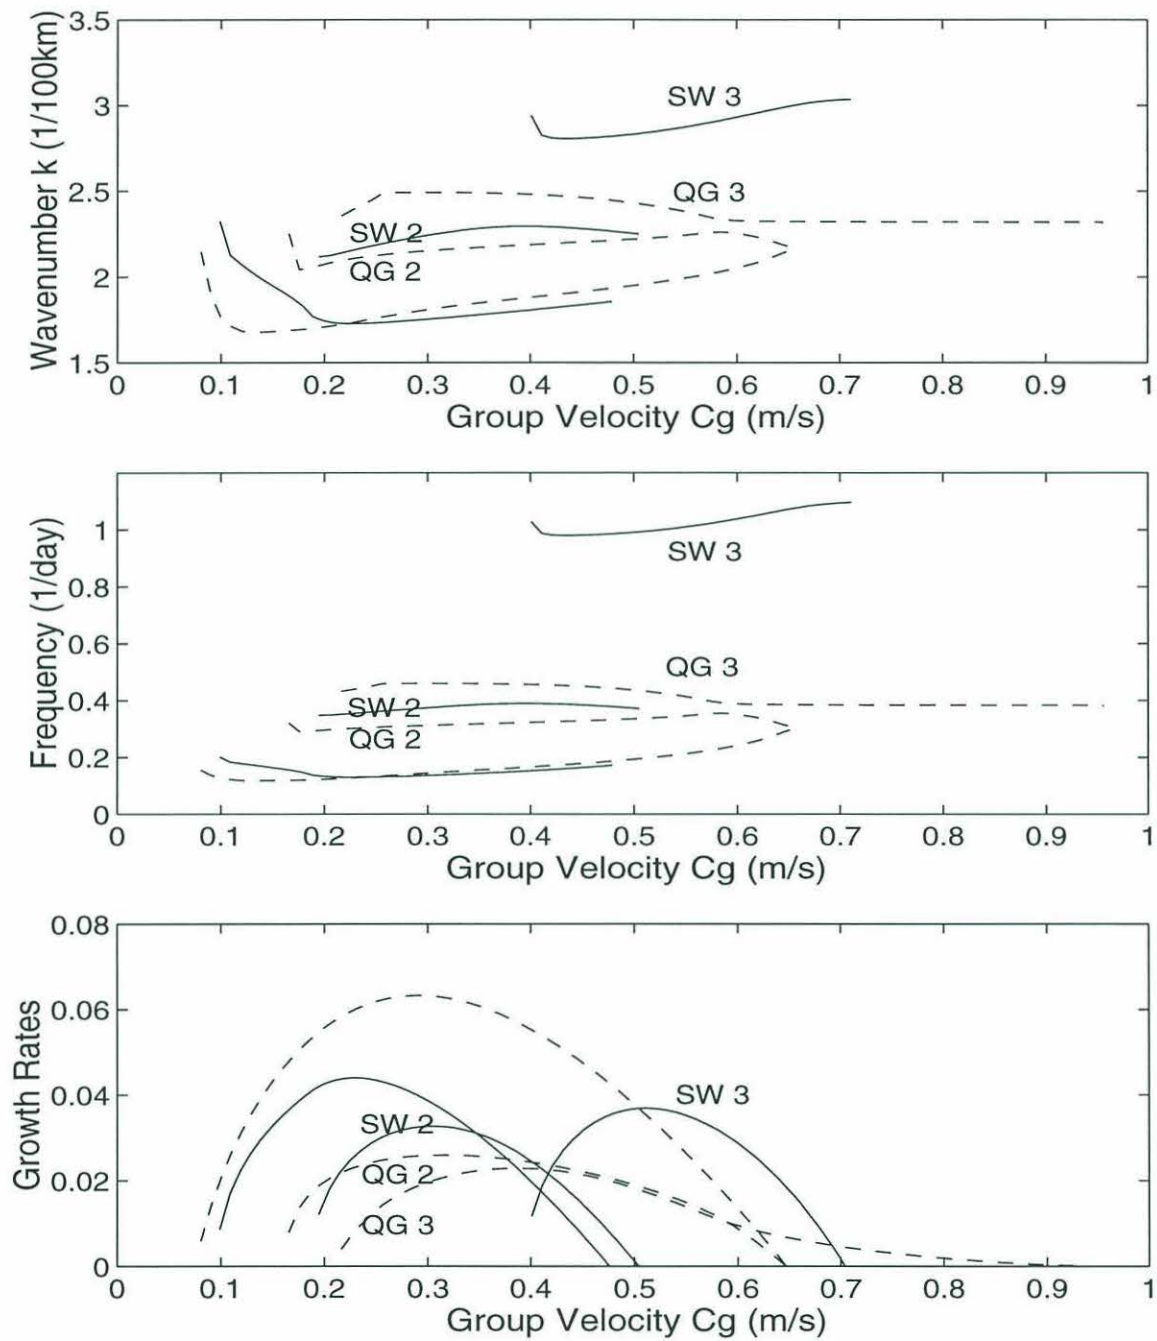 3.5
3
2.5
2
1.5
Wavenumber k (1/100km)
SW 3
QG 3
SW 2
QG 2
0 0.1 0.2 0.3 0.4 0.5 0.6 0.7 0.8 0.9 1
Group Velocity Cg (m/s)
1
0.8
0.6
0.4
0.2
0
Frequency (1/day)
SW 3
QG 3
SW 2
QG 2
0 0.1 0.2 0.3 0.4 0.5 0.6 0.7 0.8 0.9 1
Group Velocity Cg (m/s)
0.08
0.06
0.04
0.02
0
Growth Rates
SW 3
SW 2
QG 2
QG 3
0 0.1 0.2 0.3 0.4 0.5 0.6 0.7 0.8 0.9 1
Group Velocity Cg (m/s)